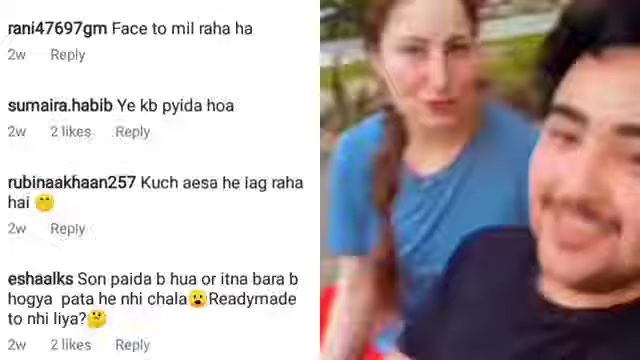 rani47697gm Face to mil raha ha
2w Reply
sumaira.habib Ye kb pyida hoa
2w 2 likes Reply
rubinaakhaan257 Kuch aesa he lag raha
hai 🤭
2w Reply
eshaalks Son paida b hua or itna bara b
hogya pata he nhi chala😮Readymade
to nhi liya?🤔
2w 2 likes Reply